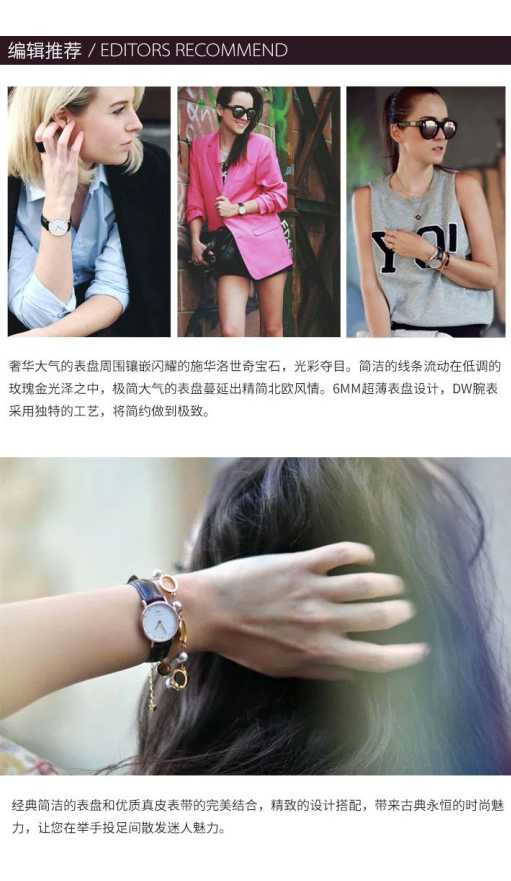 编辑推荐 / EDITORS RECOMMEND
YO!
奢华大气的表盘周围镶嵌闪耀的施华洛世奇宝石，光彩夺目。简洁的线条流动在低调的
玫瑰金光泽之中，极简大气的表盘蔓延出精简北欧风情。6MM超薄表盘设计，DW腕表
采用独特的工艺，将简约做到极致。
经典简洁的表盘和优质真皮表带的完美结合，精致的设计搭配，带来古典永恒的时尚魅
力，让您在举手投足间散发迷人魅力。